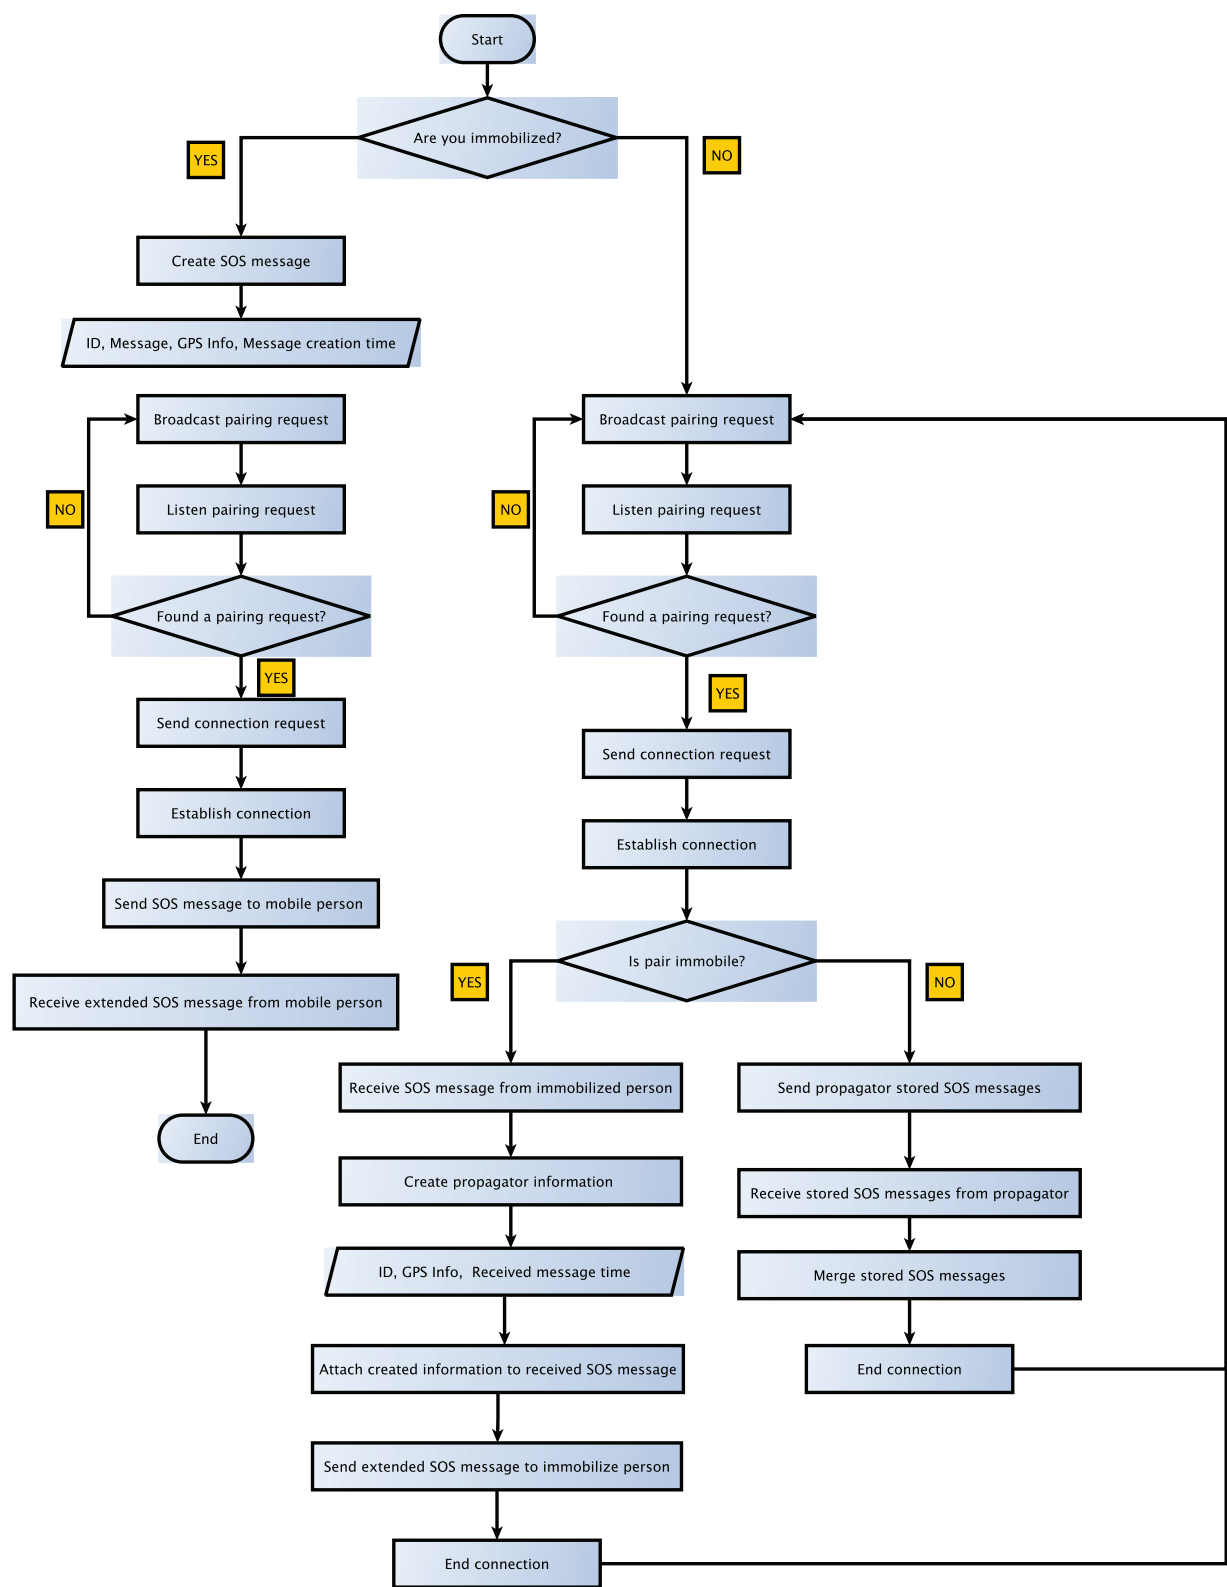 Start
Are you immobilized?
YES
NO
Create SOS message
ID, Message, GPS Info, Message creation time
Broadcast pairing request
Listen pairing request
NO
Found a pairing request?
YES
Send connection request
Establish connection
Send SOS message to mobile person
Receive extended SOS message from mobile person
End
Broadcast pairing request
Listen pairing request
NO
Found a pairing request?
YES
Send connection request
Establish connection
Is pair immobile?
YES
NO
Receive SOS message from immobilized person
Create propagator information
ID, GPS Info,  Received message time
Attach created information to received SOS message
Send extended SOS message to immobilize person
End connection
Send propagator stored SOS messages
Receive stored SOS messages from propagator
Merge stored SOS messages
End connection